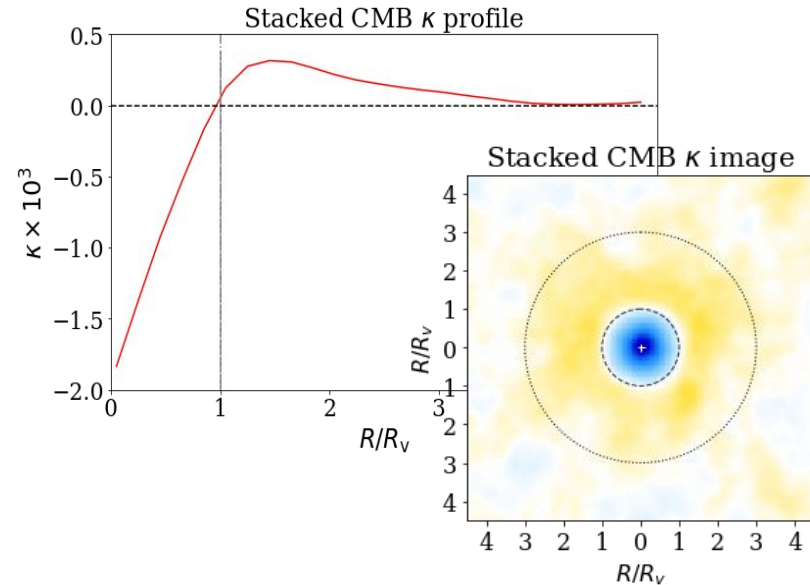 Stacked CMB κ profile
0.5
0.0
−0.5
−1.0
−1.5
−2.0
κ × 10³
0 1 2 3
R/Rᵥ
Stacked CMB κ image
4
3
2
1
0
1
2
3
4
R/Rᵥ
4 3 2 1 0 1 2 3 4
R/Rᵥ